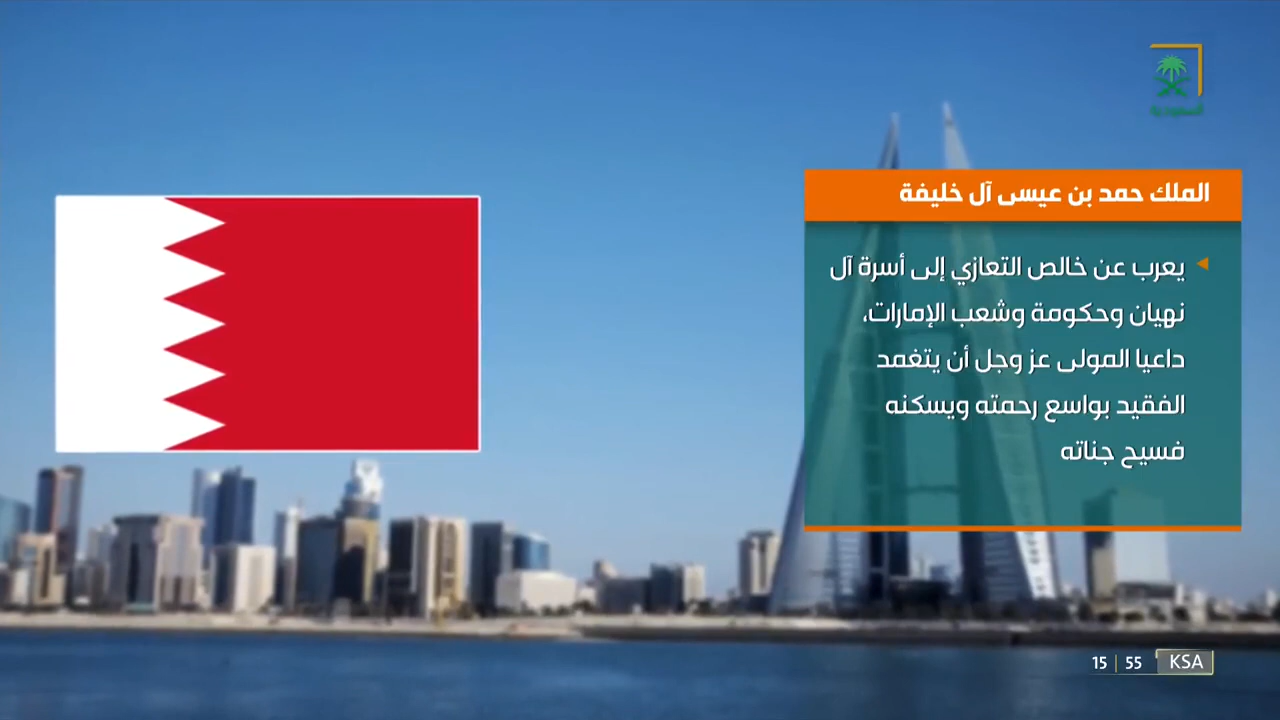 السعودية
الملك حمد بن عيسى آل خليفة
يعرب عن خالص التعازي إلى أسرة آل
نهيان وحكومة وشعب الإمارات،
داعيا المولى عز وجل أن يتغمد
الفقيد بواسع رحمته ويسكنه
فسيح جناته
15 | 55 KSA